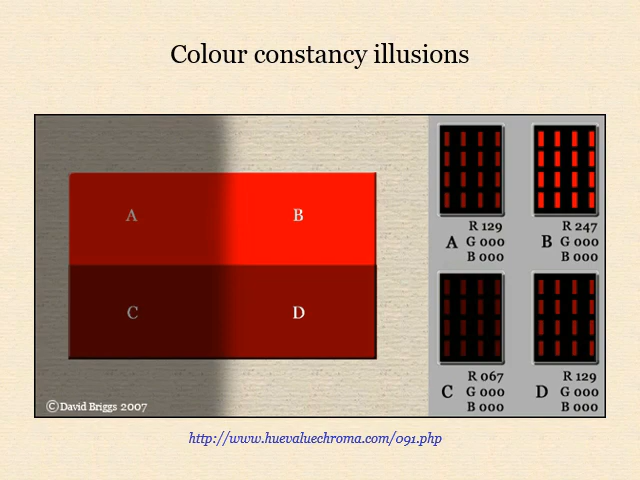 Colour constancy illusions
A
B
C
D
©David Briggs 2007
R 129
A G 000
B 000
R 247
B G 000
B 000
R 067
C G 000
B 000
R 129
D G 000
B 000
http://www.huevaluechroma.com/091.php